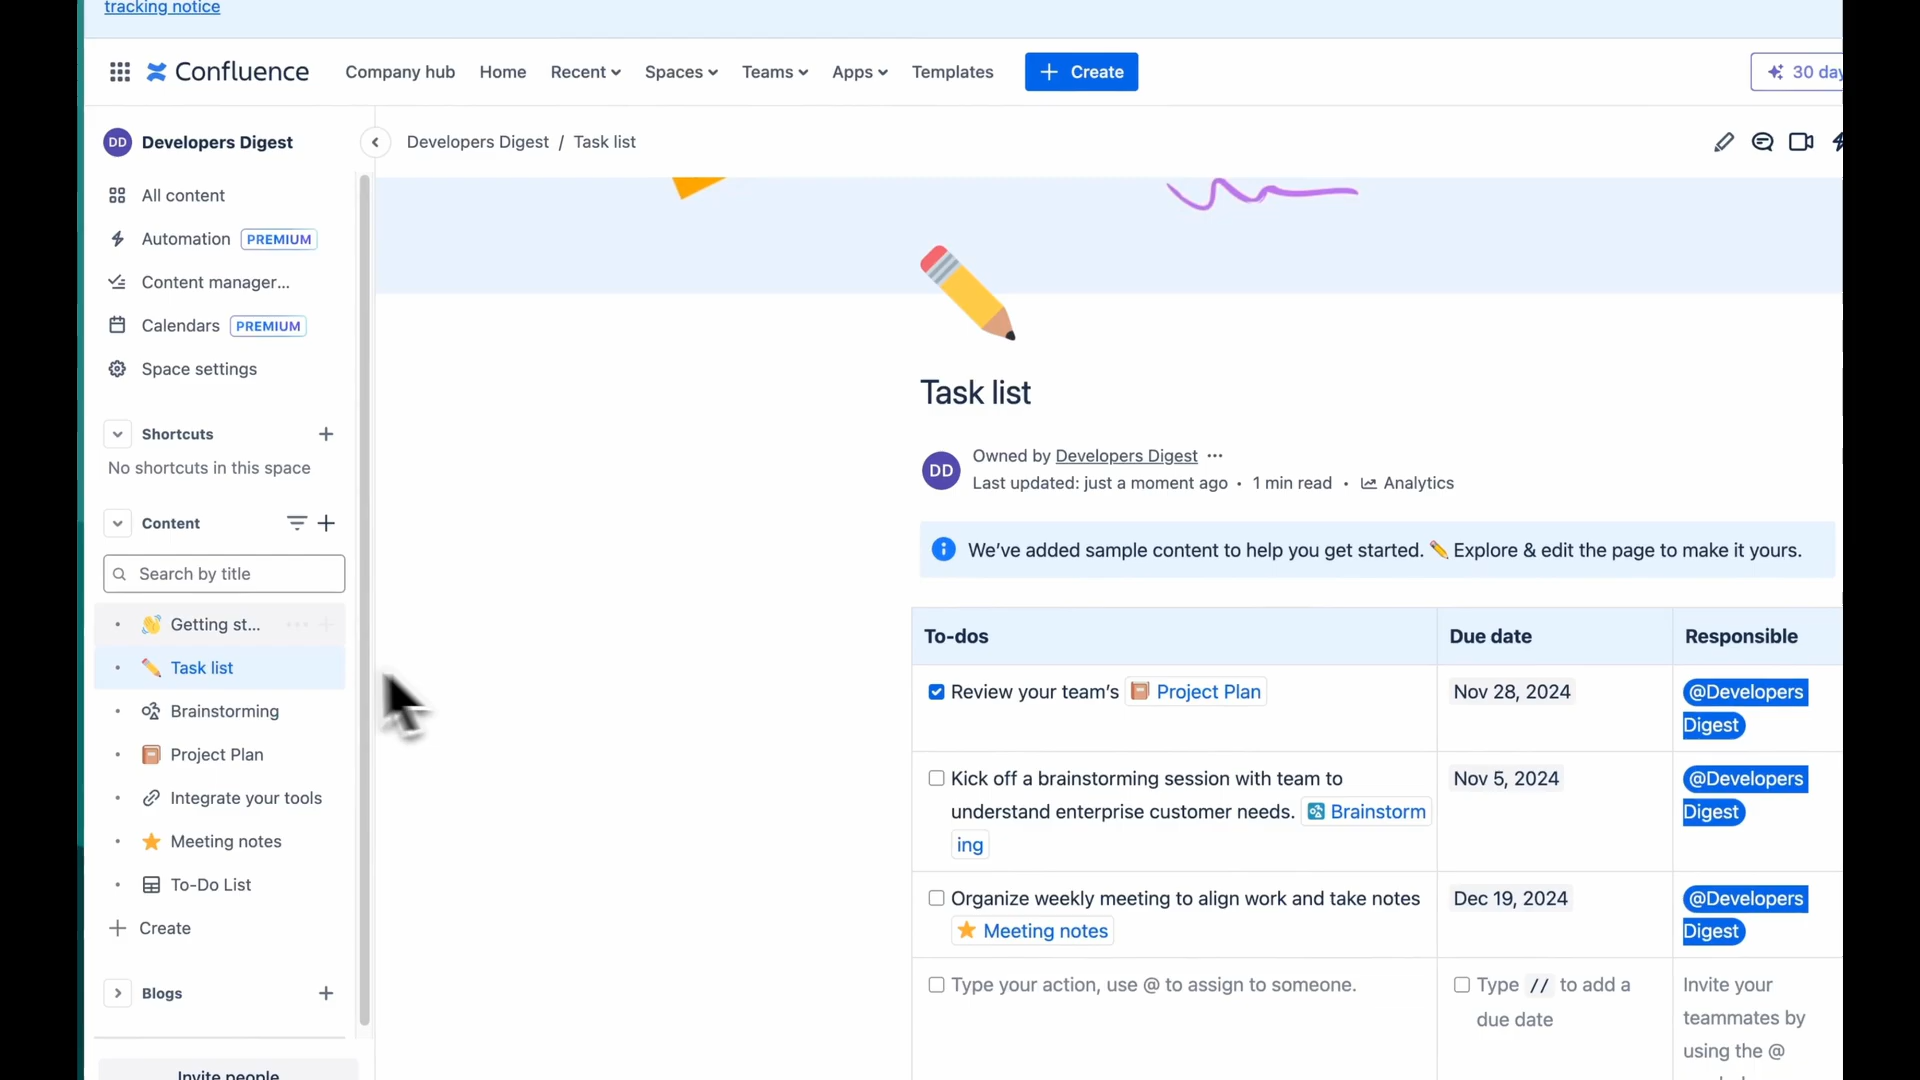 tracking notice
Confluence Company hub Home Recent Spaces Teams Apps Templates + Create 30 day
DD Developers Digest
Developers Digest / Task list
All content
Automation PREMIUM
Content manager...
Calendars PREMIUM
Space settings
Shortcuts
No shortcuts in this space
Content
Search by title
Getting st...
Task list
Brainstorming
Project Plan
Integrate your tools
Meeting notes
To-Do List
Create
Blogs
Invite people
Task list
DD
Owned by Developers Digest ...
Last updated: just a moment ago • 1 min read • Analytics
We’ve added sample content to help you get started. ✏️ Explore & edit the page to make it yours.
To-dos Due date Responsible
Review your team’s Project Plan Nov 28, 2024 @Developers
Digest
Kick off a brainstorming session with team to Nov 5, 2024 @Developers
understand enterprise customer needs. Brainstorm Digest
ing
Organize weekly meeting to align work and take notes Dec 19, 2024 @Developers
Meeting notes Digest
Type your action, use @ to assign to someone. Type // to add a Invite your
due date teammates by
using the @